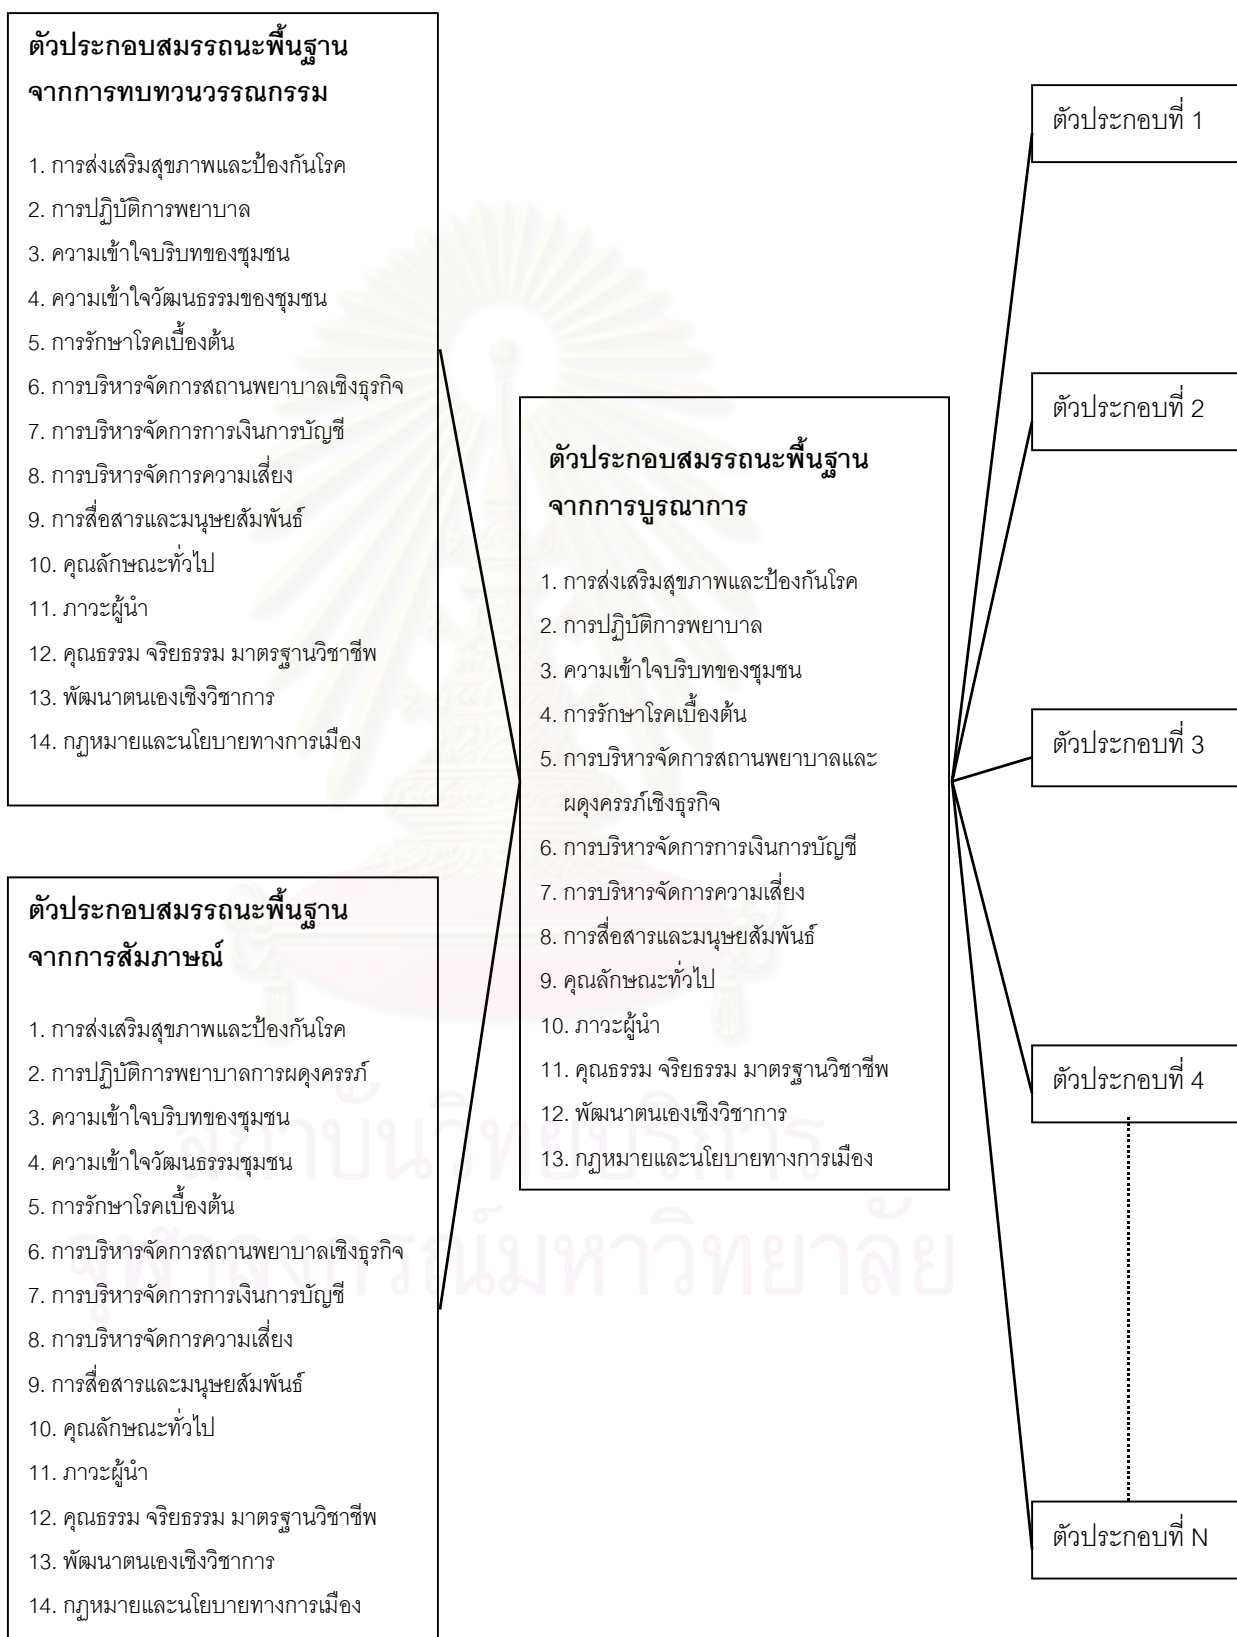 ตัวประกอบสมรรถนะพื้นฐาน
จากการทบทวนวรรณกรรม
1. การส่งเสริมสุขภาพและป้องกันโรค
2. การปฏิบัติการพยาบาล
3. ความเข้าใจบริบทของชุมชน
4. ความเข้าใจวัฒนธรรมของชุมชน
5. การรักษาโรคเบื้องต้น
6. การบริหารจัดการสถานพยาบาลเชิงธุรกิจ
7. การบริหารจัดการการเงินการบัญชี
8. การบริหารจัดการความเสี่ยง
9. การสื่อสารและมนุษยสัมพันธ์
10. คุณลักษณะทั่วไป
11. ภาวะผู้นำ
12. คุณธรรม จริยธรรม มาตรฐานวิชาชีพ
13. พัฒนาตนเองเชิงวิชาการ
14. กฎหมายและนโยบายทางการเมือง
ตัวประกอบสมรรถนะพื้นฐาน
จากการสัมภาษณ์
1. การส่งเสริมสุขภาพและป้องกันโรค
2. การปฏิบัติการพยาบาลการผดุงครรภ์
3. ความเข้าใจบริบทของชุมชน
4. ความเข้าใจวัฒนธรรมชุมชน
5. การรักษาโรคเบื้องต้น
6. การบริหารจัดการสถานพยาบาลเชิงธุรกิจ
7. การบริหารจัดการการเงินการบัญชี
8. การบริหารจัดการความเสี่ยง
9. การสื่อสารและมนุษยสัมพันธ์
10. คุณลักษณะทั่วไป
11. ภาวะผู้นำ
12. คุณธรรม จริยธรรม มาตรฐานวิชาชีพ
13. พัฒนาตนเองเชิงวิชาการ
14. กฎหมายและนโยบายทางการเมือง
ตัวประกอบสมรรถนะพื้นฐาน
จากการบูรณาการ
1. การส่งเสริมสุขภาพและป้องกันโรค
2. การปฏิบัติการพยาบาล
3. ความเข้าใจบริบทของชุมชน
4. การรักษาโรคเบื้องต้น
5. การบริหารจัดการสถานพยาบาลและ
ผดุงครรภ์เชิงธุรกิจ
6. การบริหารจัดการการเงินการบัญชี
7. การบริหารจัดการความเสี่ยง
8. การสื่อสารและมนุษยสัมพันธ์
9. คุณลักษณะทั่วไป
10. ภาวะผู้นำ
11. คุณธรรม จริยธรรม มาตรฐานวิชาชีพ
12. พัฒนาตนเองเชิงวิชาการ
13. กฎหมายและนโยบายทางการเมือง
ตัวประกอบที่ 1
ตัวประกอบที่ 2
ตัวประกอบที่ 3
ตัวประกอบที่ 4
ตัวประกอบที่ N
สถาบันวิทยบริการ
จุฬาลงกรณ์มหาวิทยาลัย